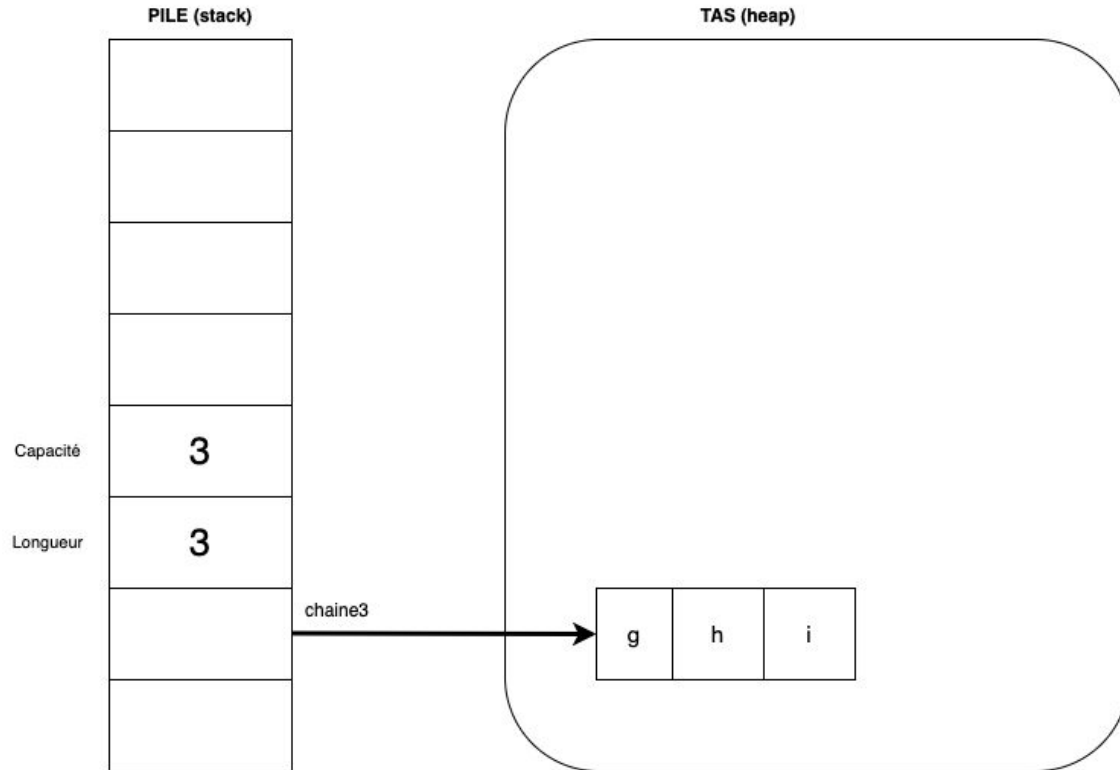 PILE (stack)
TAS (heap)
Capacité
3
Longueur
3
chaine3
g
h
i